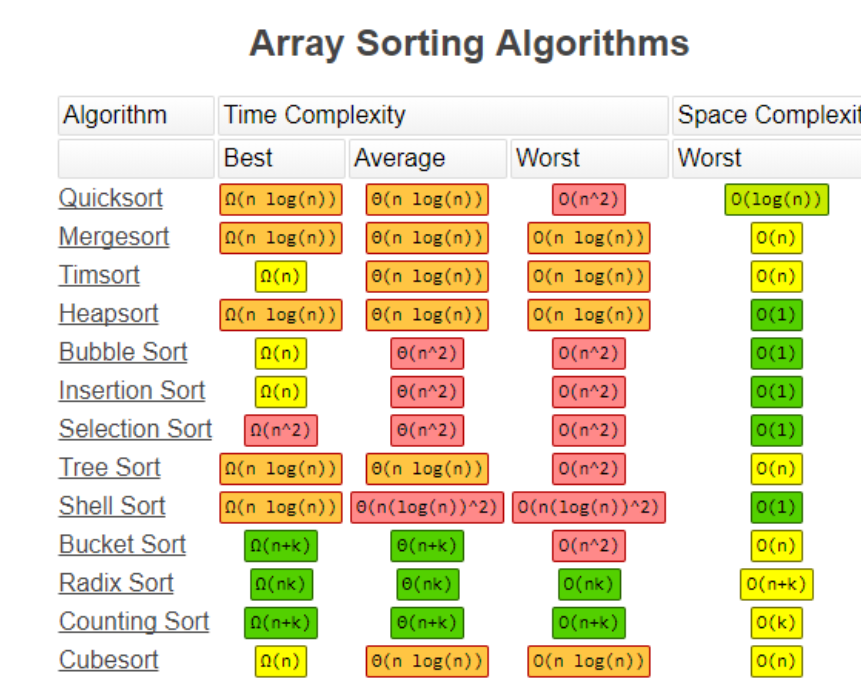 Array Sorting Algorithms
Algorithm Time Complexity Space Complexit
Best Average Worst Worst
Quicksort Ω(n log(n)) Θ(n log(n)) O(n^2) O(log(n))
Mergesort Ω(n log(n)) Θ(n log(n)) O(n log(n)) O(n)
Timsort Ω(n) Θ(n log(n)) O(n log(n)) O(n)
Heapsort Ω(n log(n)) Θ(n log(n)) O(n log(n)) O(1)
Bubble Sort Ω(n) Θ(n^2) O(n^2) O(1)
Insertion Sort Ω(n) Θ(n^2) O(n^2) O(1)
Selection Sort Ω(n^2) Θ(n^2) O(n^2) O(1)
Tree Sort Ω(n log(n)) Θ(n log(n)) O(n^2) O(n)
Shell Sort Ω(n log(n)) Θ(n(log(n))^2) O(n(log(n))^2) O(1)
Bucket Sort Ω(n+k) Θ(n+k) O(n^2) O(n)
Radix Sort Ω(nk) Θ(nk) O(nk) O(n+k)
Counting Sort Ω(n+k) Θ(n+k) O(n+k) O(k)
Cubesort Ω(n) Θ(n log(n)) O(n log(n)) O(n)